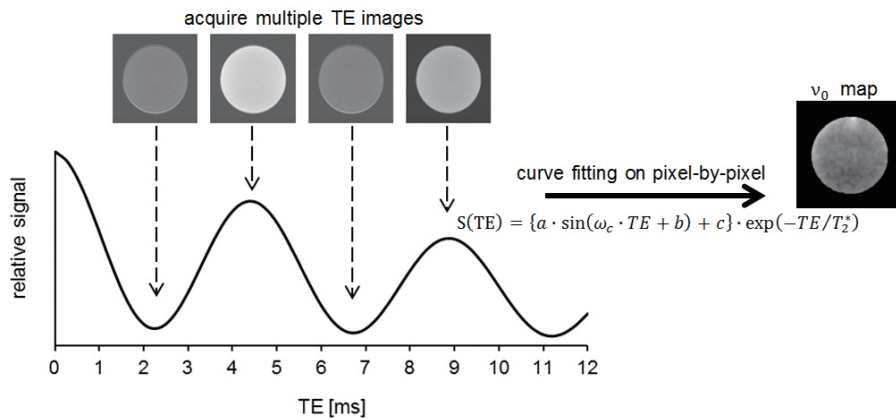 acquire multiple TE images
ν₀ map
curve fitting on pixel-by-pixel
S(TE) = {a · sin(ω_c · TE + b) + c} · exp(−TE/T₂*)
relative signal
0 1 2 3 4 5 6 7 8 9 10 11 12
TE [ms]